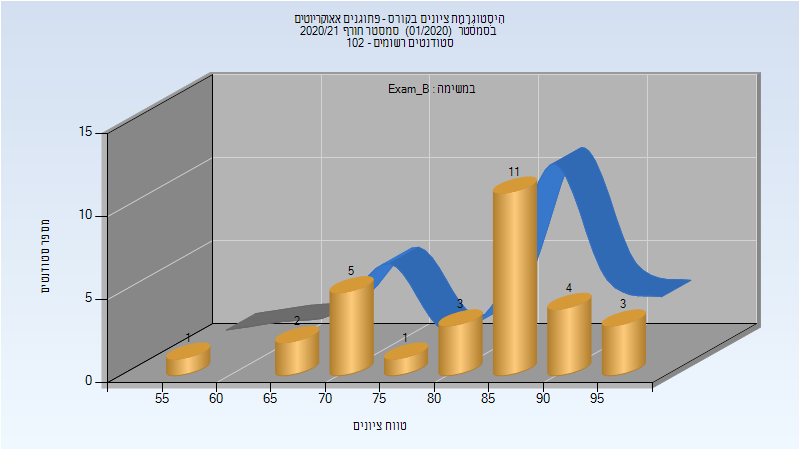 היסטוגרמת ציונים בקורס - פתוגנים אאוקריוטים
בסמסטר (01/2020) סמסטר חורף 2020/21
סטודנטים רשומים - 102
במשימה : Exam_B
15
10
5
0
מספר סטודנטים
1
2
5
1
3
11
4
3
55 60 65 70 75 80 85 90 95
טווח ציונים